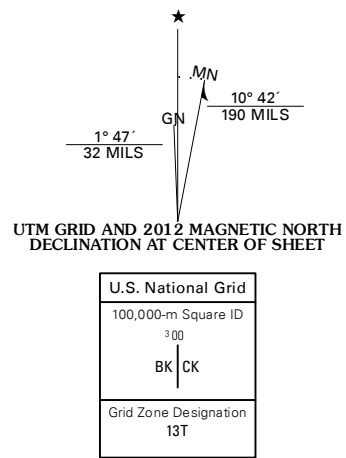 MN
GN
10° 42´
190 MILS
1° 47´
32 MILS
UTM GRID AND 2012 MAGNETIC NORTH
DECLINATION AT CENTER OF SHEET
U.S. National Grid
100,000-m Square ID
³00
BK CK
Grid Zone Designation
13T